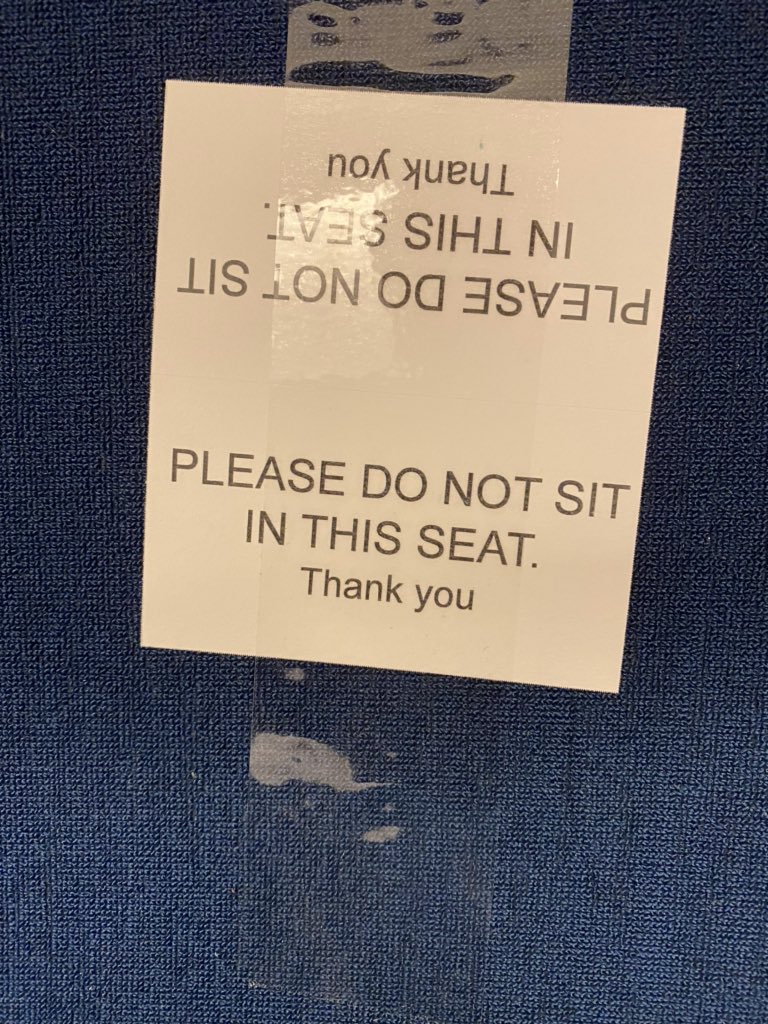 Thank you
IN THIS SEAT.
PLEASE DO NOT SIT
PLEASE DO NOT SIT
IN THIS SEAT.
Thank you